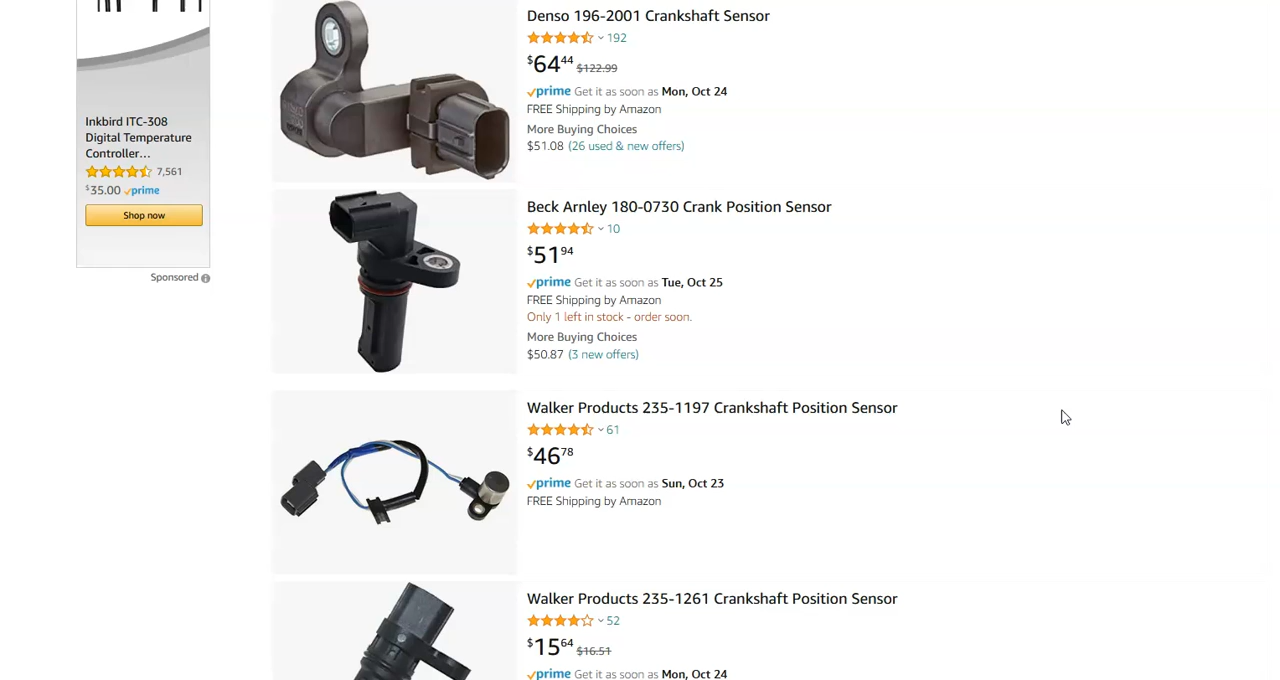 Inkbird ITC-308
Digital Temperature
Controller...
7,561
$35.00 prime
Shop now
Sponsored
Denso 196-2001 Crankshaft Sensor
192
$64.44 $122.99
prime Get it as soon as Mon, Oct 24
FREE Shipping by Amazon
More Buying Choices
$51.08 (26 used & new offers)
Beck Arnley 180-0730 Crank Position Sensor
10
$51.94
prime Get it as soon as Tue, Oct 25
FREE Shipping by Amazon
Only 1 left in stock - order soon.
More Buying Choices
$50.87 (3 new offers)
Walker Products 235-1197 Crankshaft Position Sensor
61
$46.78
prime Get it as soon as Sun, Oct 23
FREE Shipping by Amazon
Walker Products 235-1261 Crankshaft Position Sensor
52
$15.64 $16.51
prime Get it as soon as Mon, Oct 24